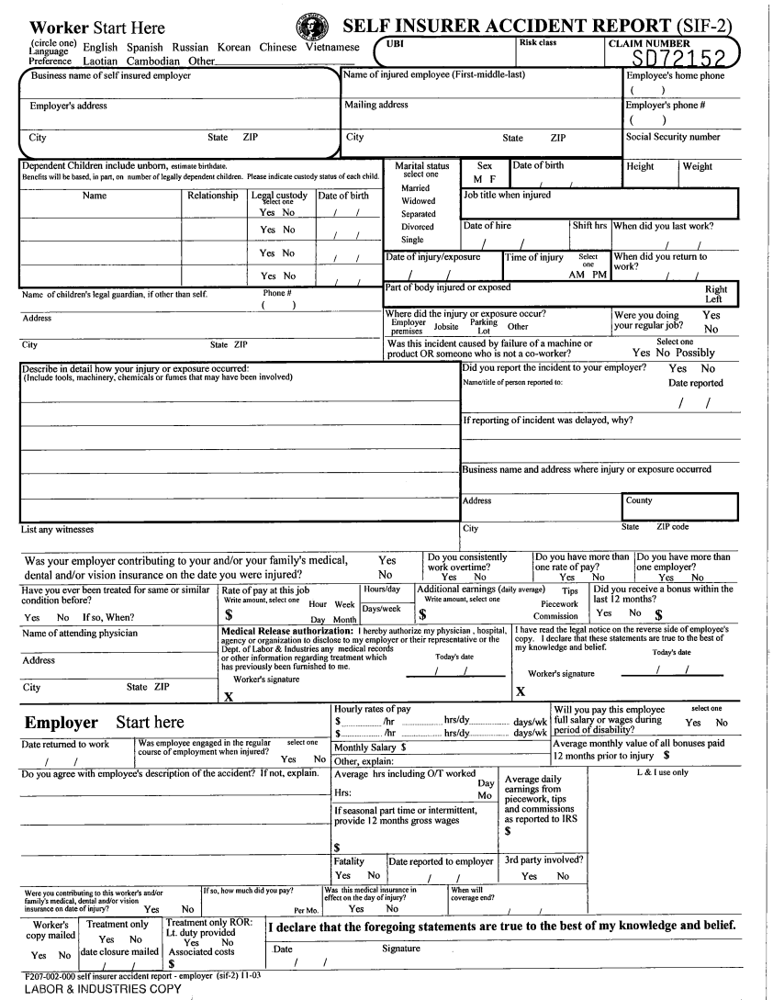 Worker Start Here
SELF INSURER ACCIDENT REPORT (SIF-2)
(circle one)
Language
Preference
English Spanish Russian Korean Chinese Vietnamese
Laotian Cambodian Other
UBI
Risk class
CLAIM NUMBER
SD72152
Business name of self insured employer
Name of injured employee (First-middle-last)
Employee's home phone
( )
Employer's address
Mailing address
Employer's phone #
( )
City State ZIP
City State ZIP
Social Security number
Dependent Children include unborn, estimate birthdate.
Benefits will be based, in part, on number of legally dependent children. Please indicate custody status of each child.
Name Relationship Legal custody Date of birth
select one
Yes No / /
Yes No / /
Yes No / /
Yes No / /
Marital status
select one
Married
Widowed
Separated
Divorced
Single
Sex
M F
Date of birth
/ /
Height Weight
Job title when injured
Date of hire
/ /
Shift hrs
When did you last work?
/ /
Date of injury/exposure
/ /
Time of injury
Select
one
AM PM
When did you return to
work?
/ /
Name of children's legal guardian, if other than self.
Phone #
( )
Part of body injured or exposed
Right
Left
Address
City State ZIP
Where did the injury or exposure occur?
Employer
premises
Jobsite
Parking
Lot
Other
Were you doing
your regular job?
Yes
No
Was this incident caused by failure of a machine or
product OR someone who is not a co-worker?
Select one
Yes No Possibly
Describe in detail how your injury or exposure occurred:
(Include tools, machinery, chemicals or fumes that may have been involved)
Did you report the incident to your employer? Yes No
Name/title of person reported to:
Date reported
/ /
If reporting of incident was delayed, why?
Business name and address where injury or exposure occurred
Address
County
City State ZIP code
List any witnesses
Was your employer contributing to your and/or your family's medical,
dental and/or vision insurance on the date you were injured?
Yes
No
Do you consistently
work overtime?
Yes No
Do you have more than
one rate of pay?
Yes No
Do you have more than
one employer?
Yes No
Have you ever been treated for same or similar
condition before?
Yes No If so, When?
Rate of pay at this job
Write amount, select one
Hour Week
$
Day Month
Hours/day
Days/week
Additional earnings (daily average)
Write amount, select one
$
Tips
Piecework
Commission
Did you receive a bonus within the
last 12 months?
Yes No $
Name of attending physician
Address
City State ZIP
Medical Release authorization: I hereby authorize my physician , hospital,
agency or organization to disclose to my employer or their representative or the
Dept. of Labor & Industries any medical records
or other information regarding treatment which
has previously been furnished to me.
Today's date
/ /
Worker's signature
X
I have read the legal notice on the reverse side of employee's
copy. I declare that these statements are true to the best of
my knowledge and belief.
Today's date
/ /
Worker's signature
X
Employer Start here
Hourly rates of pay
$ /hr hrs/dy days/wk
$ /hr hrs/dy days/wk
Will you pay this employee
full salary or wages during
period of disability?
select one
Yes No
Date returned to work
/ /
Was employee engaged in the regular
course of employment when injured?
select one
Yes No
Monthly Salary $
Other, explain:
Average monthly value of all bonuses paid
12 months prior to injury $
Do you agree with employee's description of the accident? If not, explain.
Average hrs including O/T worked
Hrs:
Day
Mo
Average daily
earnings from
piecework, tips
and commissions
as reported to IRS
$
L & I use only
If seasonal part time or intermittent,
provide 12 months gross wages
$
Fatality
Yes No
Date reported to employer
/ /
3rd party involved?
Yes No
Were you contributing to this worker's and/or
family's medical, dental and/or vision
insurance on date of injury? Yes No
If so, how much did you pay?
Per Mo.
Was this medical insurance in
effect on the day of injury?
Yes No
When will
coverage end?
/ /
Worker's
copy mailed
Yes No
Treatment only
Yes No
date closure mailed
/ /
Treatment only ROR:
Lt. duty provided
Yes No
Associated costs
$
I declare that the foregoing statements are true to the best of my knowledge and belief.
Date
/ /
Signature
F207-002-000 self insurer accident report - employer (sif-2) 11-03
LABOR & INDUSTRIES COPY